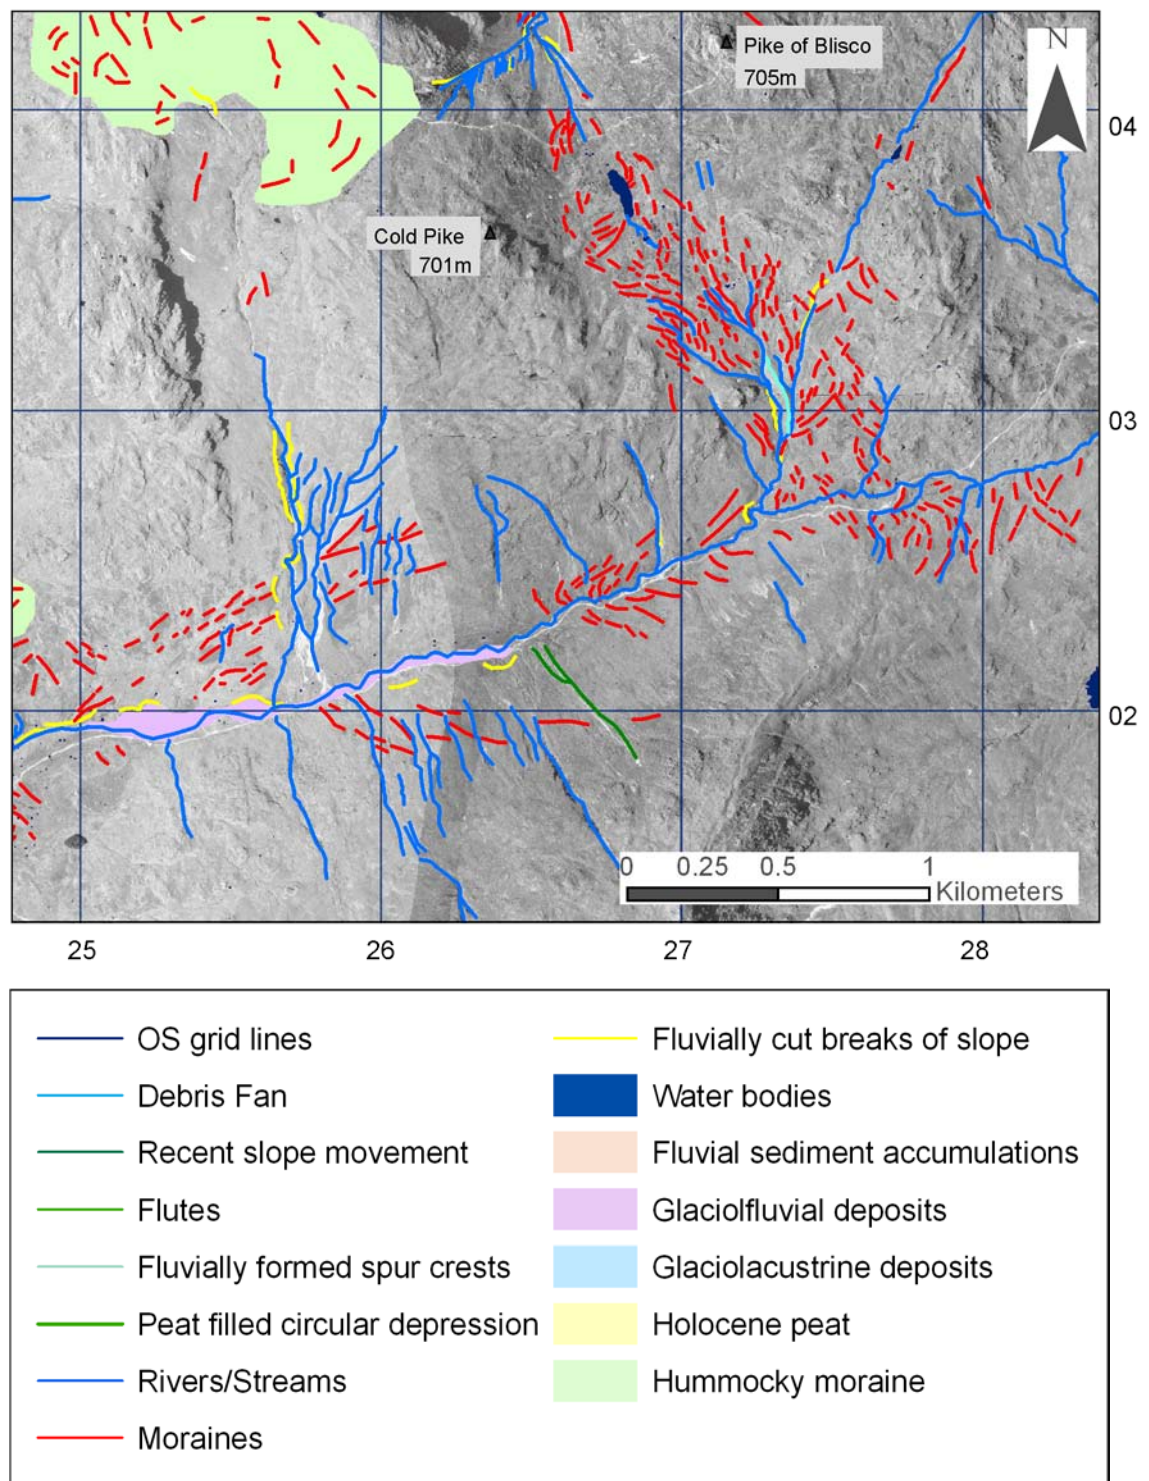 N
Pike of Blisco
705m
04
Cold Pike
701m
03
02
0 0.25 0.5 1
Kilometers
25 26 27 28
OS grid lines
Debris Fan
Recent slope movement
Flutes
Fluvially formed spur crests
Peat filled circular depression
Rivers/Streams
Moraines
Fluvially cut breaks of slope
Water bodies
Fluvial sediment accumulations
Glaciolfluvial deposits
Glaciolacustrine deposits
Holocene peat
Hummocky moraine